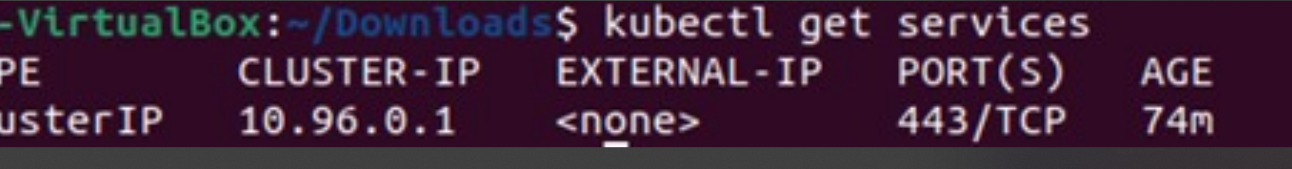 -VirtualBox:~/Downloads$ kubectl get services
PE CLUSTER-IP EXTERNAL-IP PORT(S) AGE
usterIP 10.96.0.1 <none> 443/TCP 74m